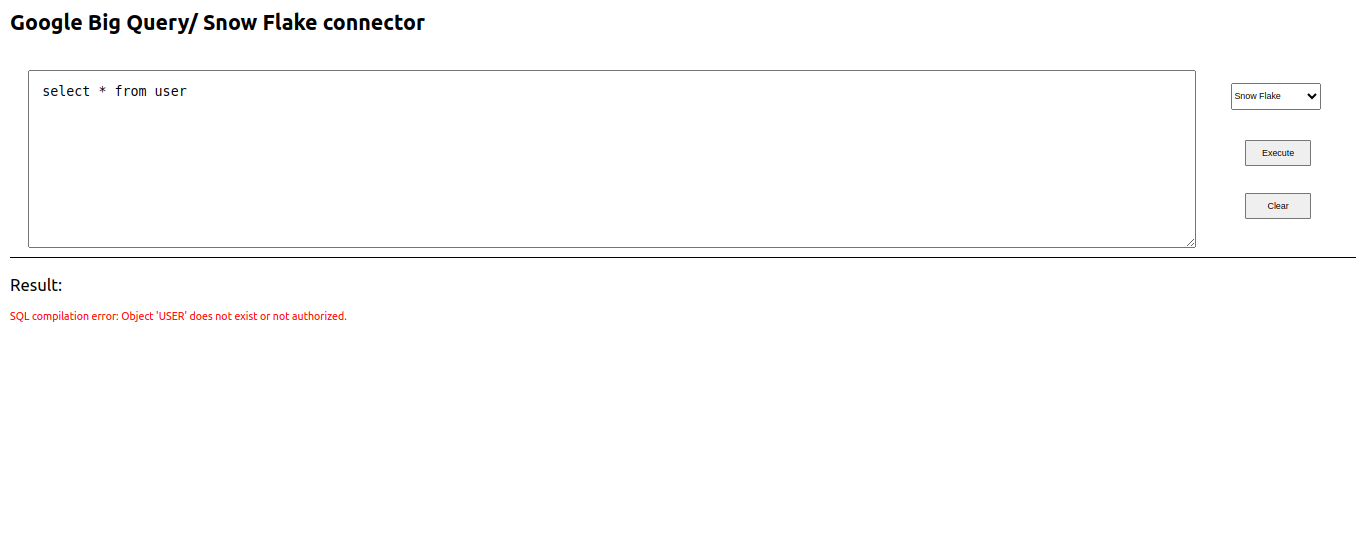 Google Big Query/ Snow Flake connector
select * from user
Snow Flake
Execute
Clear
Result:
SQL compilation error: Object 'USER' does not exist or not authorized.